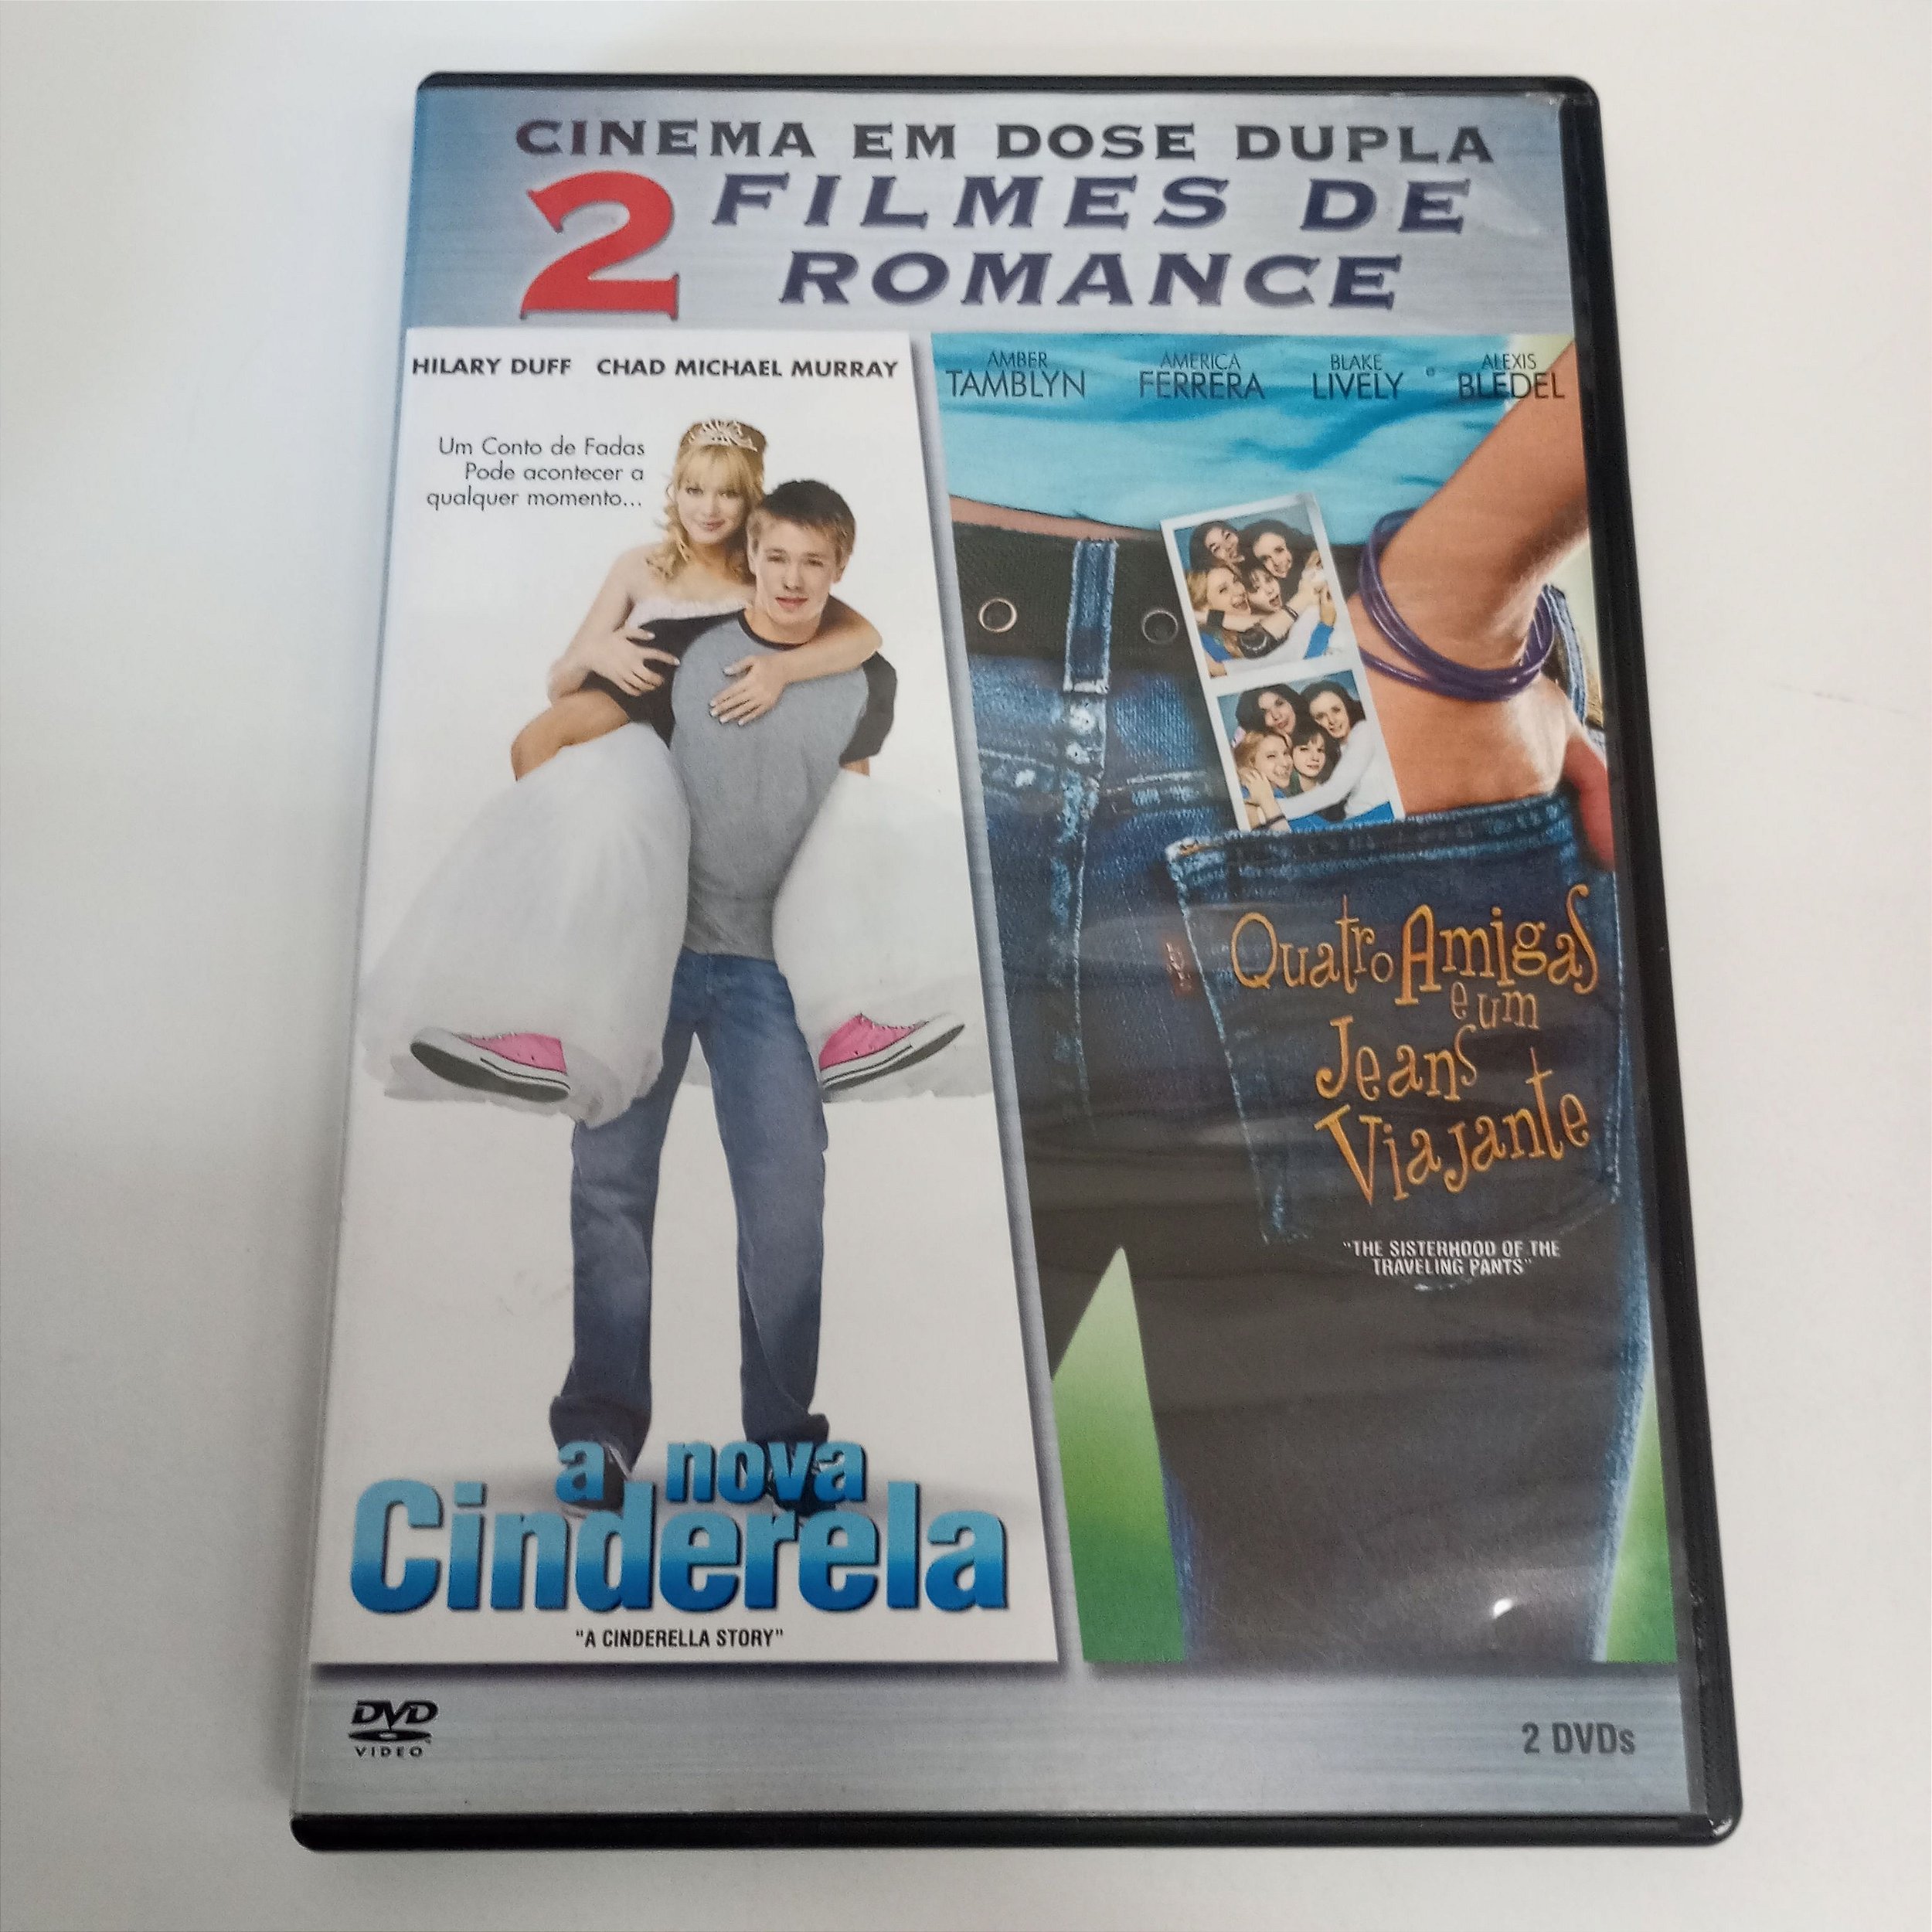 CINEMA EM DOSE DUPLA
2 FILMES DE
ROMANCE
HILARY DUFF CHAD MICHAEL MURRAY
Um Conto de Fadas
Pode acontecer a
qualquer momento...
a nova
Cinderela
"A CINDERELLA STORY"
AMBER TAMBLYN AMERICA FERRERA BLAKE LIVELY e ALEXIS BLEDEL
Quatro Amigas
e um
Jeans
Viajante
"THE SISTERHOOD OF THE
TRAVELING PANTS"
DVD
VIDEO
2 DVDs